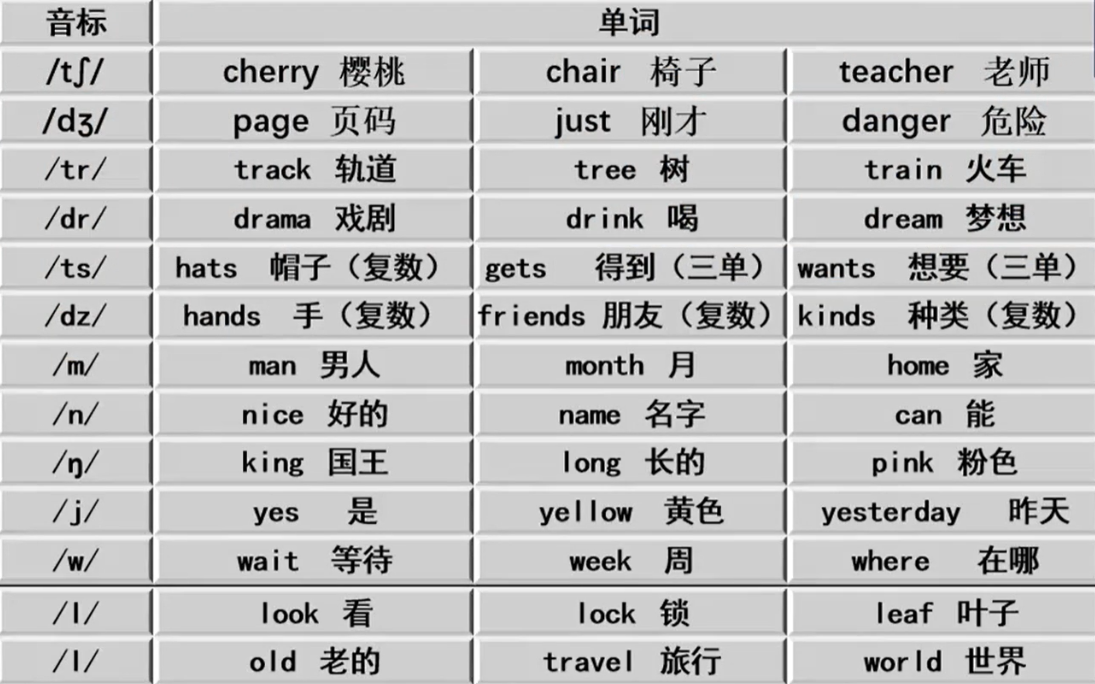 音标 单词
/tʃ/ cherry 樱桃 chair 椅子 teacher 老师
/dʒ/ page 页码 just 刚才 danger 危险
/tr/ track 轨道 tree 树 train 火车
/dr/ drama 戏剧 drink 喝 dream 梦想
/ts/ hats 帽子（复数） gets 得到（三单） wants 想要（三单）
/dz/ hands 手（复数） friends 朋友（复数） kinds 种类（复数）
/m/ man 男人 month 月 home 家
/n/ nice 好的 name 名字 can 能
/ŋ/ king 国王 long 长的 pink 粉色
/j/ yes 是 yellow 黄色 yesterday 昨天
/w/ wait 等待 week 周 where 在哪
/l/ look 看 lock 锁 leaf 叶子
/l/ old 老的 travel 旅行 world 世界